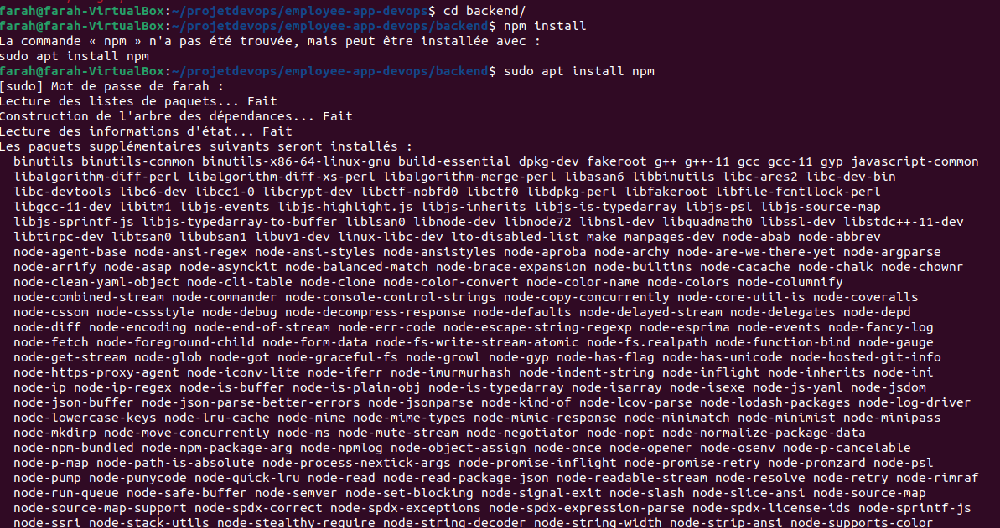 farah@farah-VirtualBox:~/projetdevops/employee-app-devops$ cd backend/
farah@farah-VirtualBox:~/projetdevops/employee-app-devops/backend$ npm install
La commande « npm » n'a pas été trouvée, mais peut être installée avec :
sudo apt install npm
farah@farah-VirtualBox:~/projetdevops/employee-app-devops/backend$ sudo apt install npm
[sudo] Mot de passe de farah :
Lecture des listes de paquets... Fait
Construction de l'arbre des dépendances... Fait
Lecture des informations d'état... Fait
Les paquets supplémentaires suivants seront installés :
binutils binutils-common binutils-x86-64-linux-gnu build-essential dpkg-dev fakeroot g++ g++-11 gcc gcc-11 gyp javascript-common
libalgorithm-diff-perl libalgorithm-diff-xs-perl libalgorithm-merge-perl libasan6 libbinutils libc-ares2 libc-dev-bin
libc-devtools libc6-dev libcc1-0 libcrypt-dev libctf-nobfd0 libctf0 libdpkg-perl libfakeroot libfile-fcntllock-perl
libgcc-11-dev libitm1 libjs-events libjs-highlight.js libjs-inherits libjs-is-typedarray libjs-psl libjs-source-map
libjs-sprintf-js libjs-typedarray-to-buffer liblsan0 libnode-dev libnode72 libnsl-dev libquadmath0 libssl-dev libstdc++-11-dev
libtirpc-dev libtsan0 libubsan1 libuv1-dev linux-libc-dev lto-disabled-list make manpages-dev node-abab node-abbrev
node-agent-base node-ansi-regex node-ansi-styles node-ansistyles node-aproba node-archy node-are-we-there-yet node-argparse
node-arrify node-asap node-asynckit node-balanced-match node-brace-expansion node-builtins node-cacache node-chalk node-chownr
node-clean-yaml-object node-cli-table node-clone node-color-convert node-color-name node-colors node-columnify
node-combined-stream node-commander node-console-control-strings node-copy-concurrently node-core-util-is node-coveralls
node-cssom node-cssstyle node-debug node-decompress-response node-defaults node-delayed-stream node-delegates node-depd
node-diff node-encoding node-end-of-stream node-err-code node-escape-string-regexp node-esprima node-events node-fancy-log
node-fetch node-foreground-child node-form-data node-fs-write-stream-atomic node-fs.realpath node-function-bind node-gauge
node-get-stream node-glob node-got node-graceful-fs node-growl node-gyp node-has-flag node-has-unicode node-hosted-git-info
node-https-proxy-agent node-iconv-lite node-iferr node-imurmurhash node-indent-string node-inflight node-inherits node-ini
node-ip node-ip-regex node-is-buffer node-is-plain-obj node-is-typedarray node-isarray node-isexe node-js-yaml node-jsdom
node-json-buffer node-json-parse-better-errors node-jsonparse node-kind-of node-lcov-parse node-lodash-packages node-log-driver
node-lowercase-keys node-lru-cache node-mime node-mime-types node-mimic-response node-minimatch node-minimist node-minipass
node-mkdirp node-move-concurrently node-ms node-mute-stream node-negotiator node-nopt node-normalize-package-data
node-npm-bundled node-npm-package-arg node-npmlog node-object-assign node-once node-opener node-osenv node-p-cancelable
node-p-map node-path-is-absolute node-process-nextick-args node-promise-inflight node-promise-retry node-promzard node-psl
node-pump node-punycode node-quick-lru node-read node-read-package-json node-readable-stream node-resolve node-retry node-rimraf
node-run-queue node-safe-buffer node-semver node-set-blocking node-signal-exit node-slash node-slice-ansi node-source-map
node-source-map-support node-spdx-correct node-spdx-exceptions node-spdx-expression-parse node-spdx-license-ids node-sprintf-js
node-ssri node-stack-utils node-stealthy-require node-string-decoder node-string-width node-strip-ansi node-supports-color